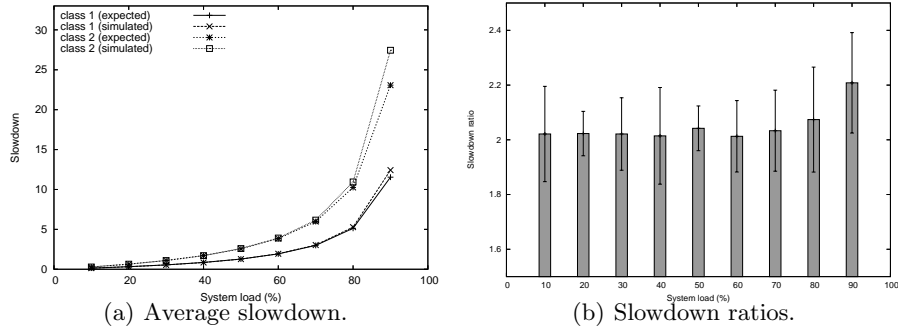 class 1 (expected)
class 1 (simulated)
class 2 (expected)
class 2 (simulated)
Slowdown
30
25
20
15
10
5
0
0 20 40 60 80 100
System load (%)
(a) Average slowdown.
Slowdown ratio
2.4
2.2
2
1.8
1.6
0 10 20 30 40 50 60 70 80 90 100
System load (%)
(b) Slowdown ratios.